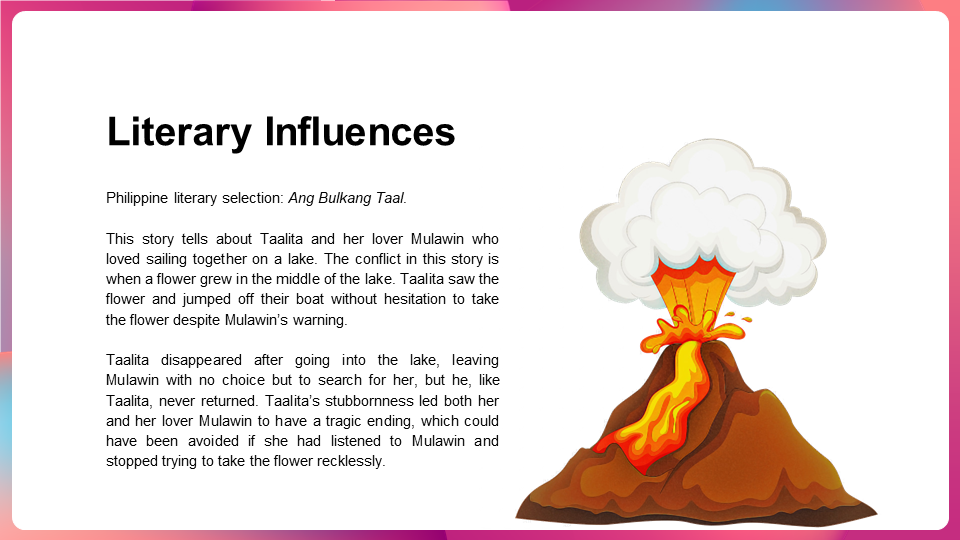 Literary Influences
Philippine literary selection: Ang Bulkang Taal.
This story tells about Taalita and her lover Mulawin who
loved sailing together on a lake. The conflict in this story is
when a flower grew in the middle of the lake. Taalita saw the
flower and jumped off their boat without hesitation to take
the flower despite Mulawin’s warning.
Taalita disappeared after going into the lake, leaving
Mulawin with no choice but to search for her, but he, like
Taalita, never returned. Taalita’s stubbornness led both her
and her lover Mulawin to have a tragic ending, which could
have been avoided if she had listened to Mulawin and
stopped trying to take the flower recklessly.